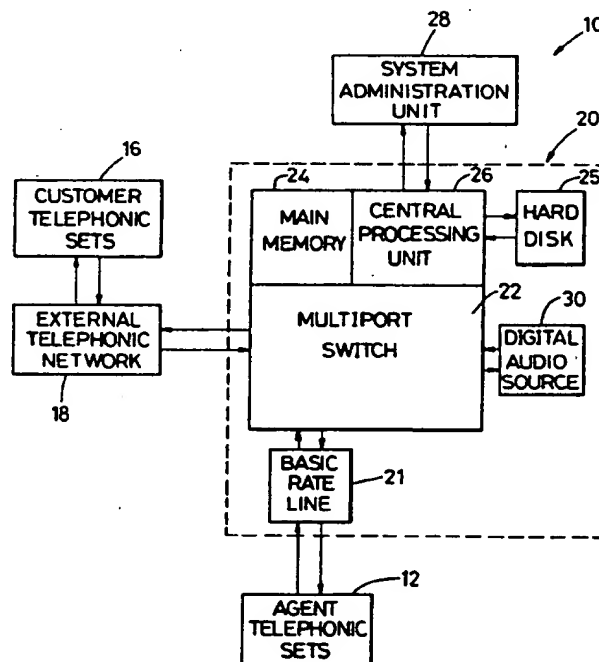 10
28
SYSTEM
ADMINISTRATION
UNIT
20
16
CUSTOMER
TELEPHONIC
SETS
24
MAIN
MEMORY
26
CENTRAL
PROCESSING
UNIT
25
HARD
DISK
22
MULTIPORT
SWITCH
EXTERNAL
TELEPHONIC
NETWORK
18
30
DIGITAL
AUDIO
SOURCE
BASIC
RATE
LINE
21
12
AGENT
TELEPHONIC
SETS